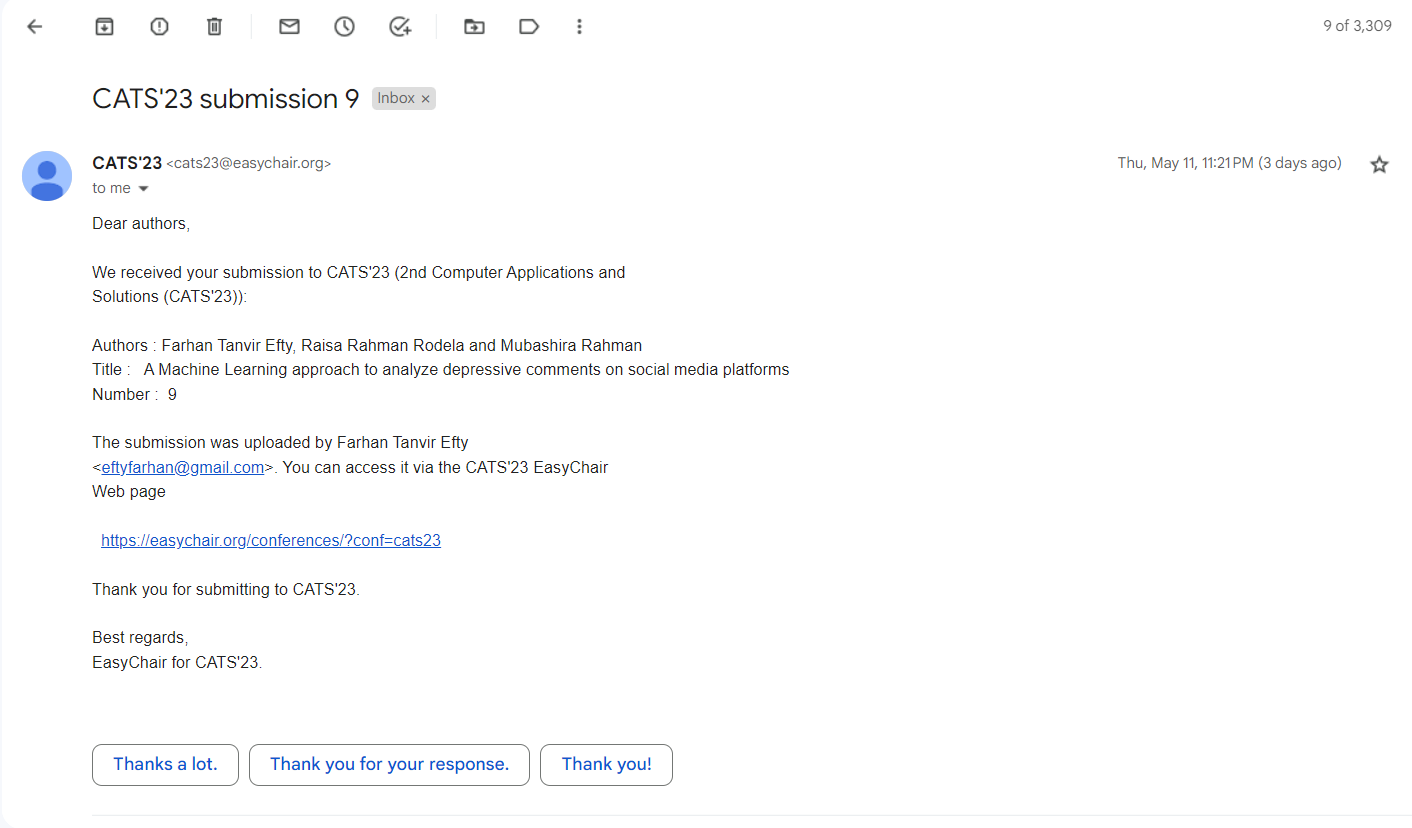 9 of 3,309
CATS'23 submission 9 Inbox ×
CATS'23 <cats23@easychair.org> Thu, May 11, 11:21 PM (3 days ago)
to me
Dear authors,
We received your submission to CATS'23 (2nd Computer Applications and
Solutions (CATS'23)):
Authors : Farhan Tanvir Efty, Raisa Rahman Rodela and Mubashira Rahman
Title : A Machine Learning approach to analyze depressive comments on social media platforms
Number : 9
The submission was uploaded by Farhan Tanvir Efty
<eftyfarhan@gmail.com>. You can access it via the CATS'23 EasyChair
Web page
https://easychair.org/conferences/?conf=cats23
Thank you for submitting to CATS'23.
Best regards,
EasyChair for CATS'23.
Thanks a lot. Thank you for your response. Thank you!